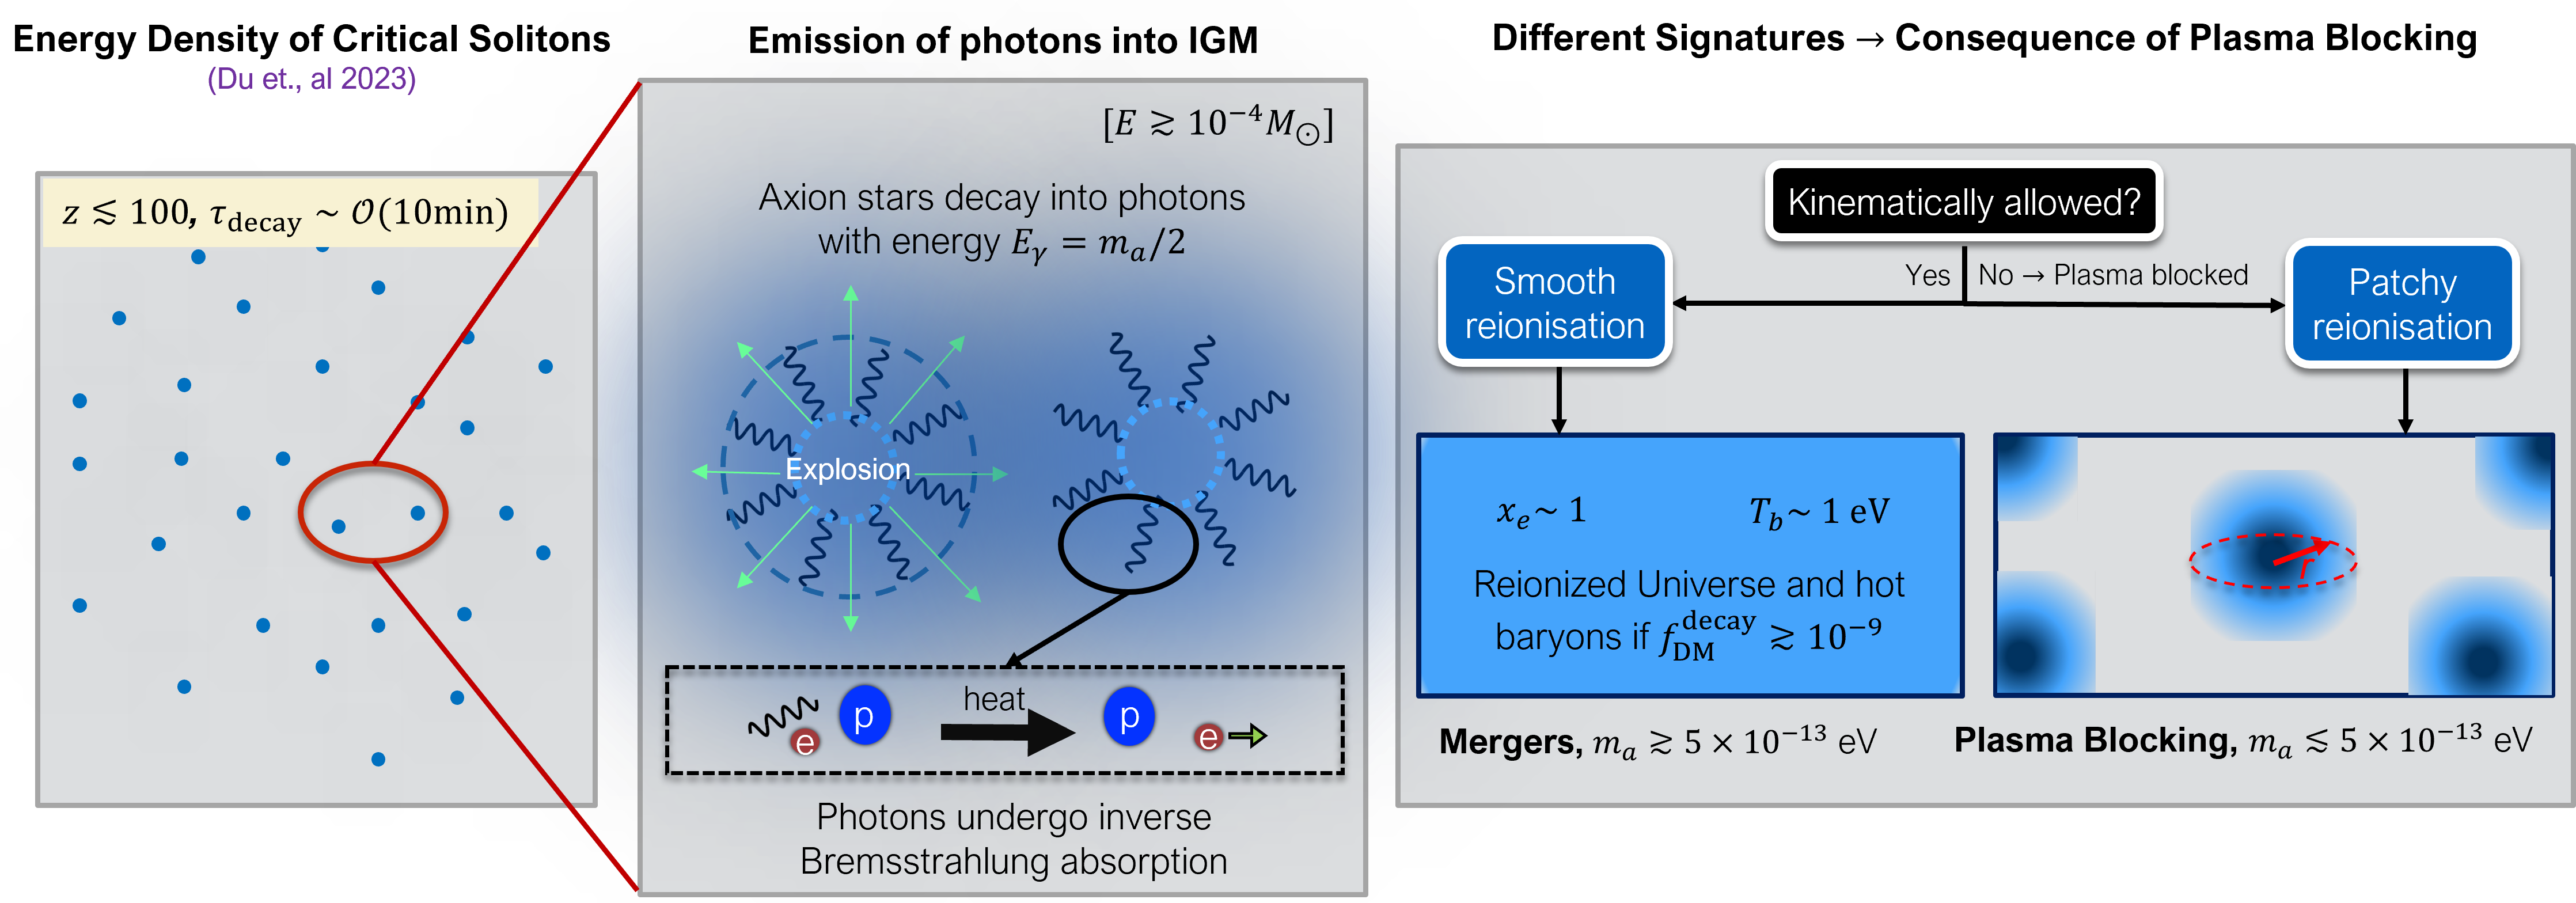 Energy Density of Critical Solitons
(Du et., al 2023)
z ≲ 100, τ_decay ~ 𝒪(10min)
Emission of photons into IGM
[E ≳ 10⁻⁴M_⊙]
Axion stars decay into photons
with energy E_γ = m_a/2
Explosion
heat
p
e
p
e
Photons undergo inverse
Bremsstrahlung absorption
Different Signatures → Consequence of Plasma Blocking
Kinematically allowed?
Yes
No → Plasma blocked
Smooth
reionisation
Patchy
reionisation
x_e~ 1
T_b~ 1 eV
Reionized Universe and hot
baryons if f_DM^decay ≳ 10⁻⁹
r
Mergers, m_a ≳ 5 × 10⁻¹³ eV
Plasma Blocking, m_a ≲ 5 × 10⁻¹³ eV